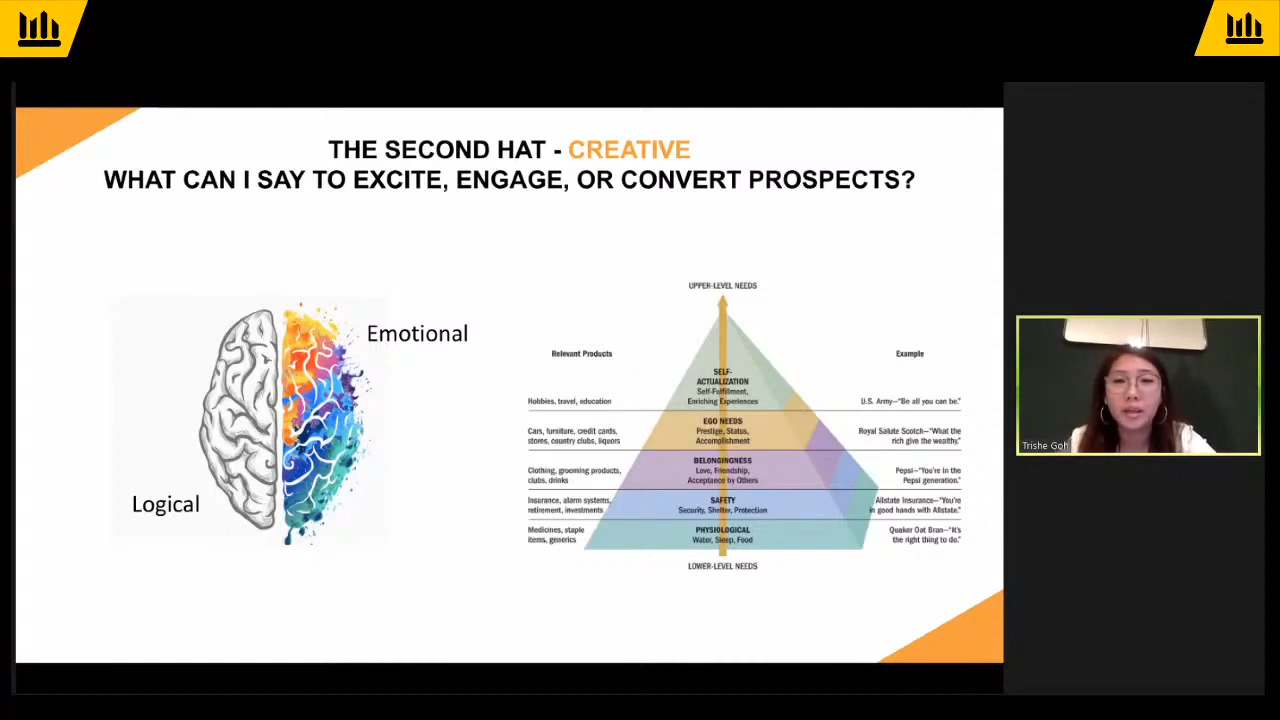 THE SECOND HAT - CREATIVE
WHAT CAN I SAY TO EXCITE, ENGAGE, OR CONVERT PROSPECTS?
Emotional
Logical
UPPER-LEVEL NEEDS
Relevant Products
Example
SELF-
ACTUALIZATION
Self-Fulfillment,
Enriching Experiences
Hobbies, travel, education
U.S. Army—"Be all you can be."
EGO NEEDS
Prestige, Status,
Accomplishment
Cars, furniture, credit cards,
stores, country clubs, liquors
Royal Salute Scotch—"What the
rich give the wealthy."
BELONGINGNESS
Love, Friendship,
Acceptance by Others
Clothing, grooming products,
clubs, drinks
Pepsi—"You're in the
Pepsi generation."
SAFETY
Security, Shelter, Protection
Insurance, alarm systems,
retirement, investments
Allstate Insurance—"You're
in good hands with Allstate."
PHYSIOLOGICAL
Water, Sleep, Food
Medicines, staple
items, generics
Quaker Oat Bran—"It's
the right thing to do."
LOWER-LEVEL NEEDS
Trishe Goh